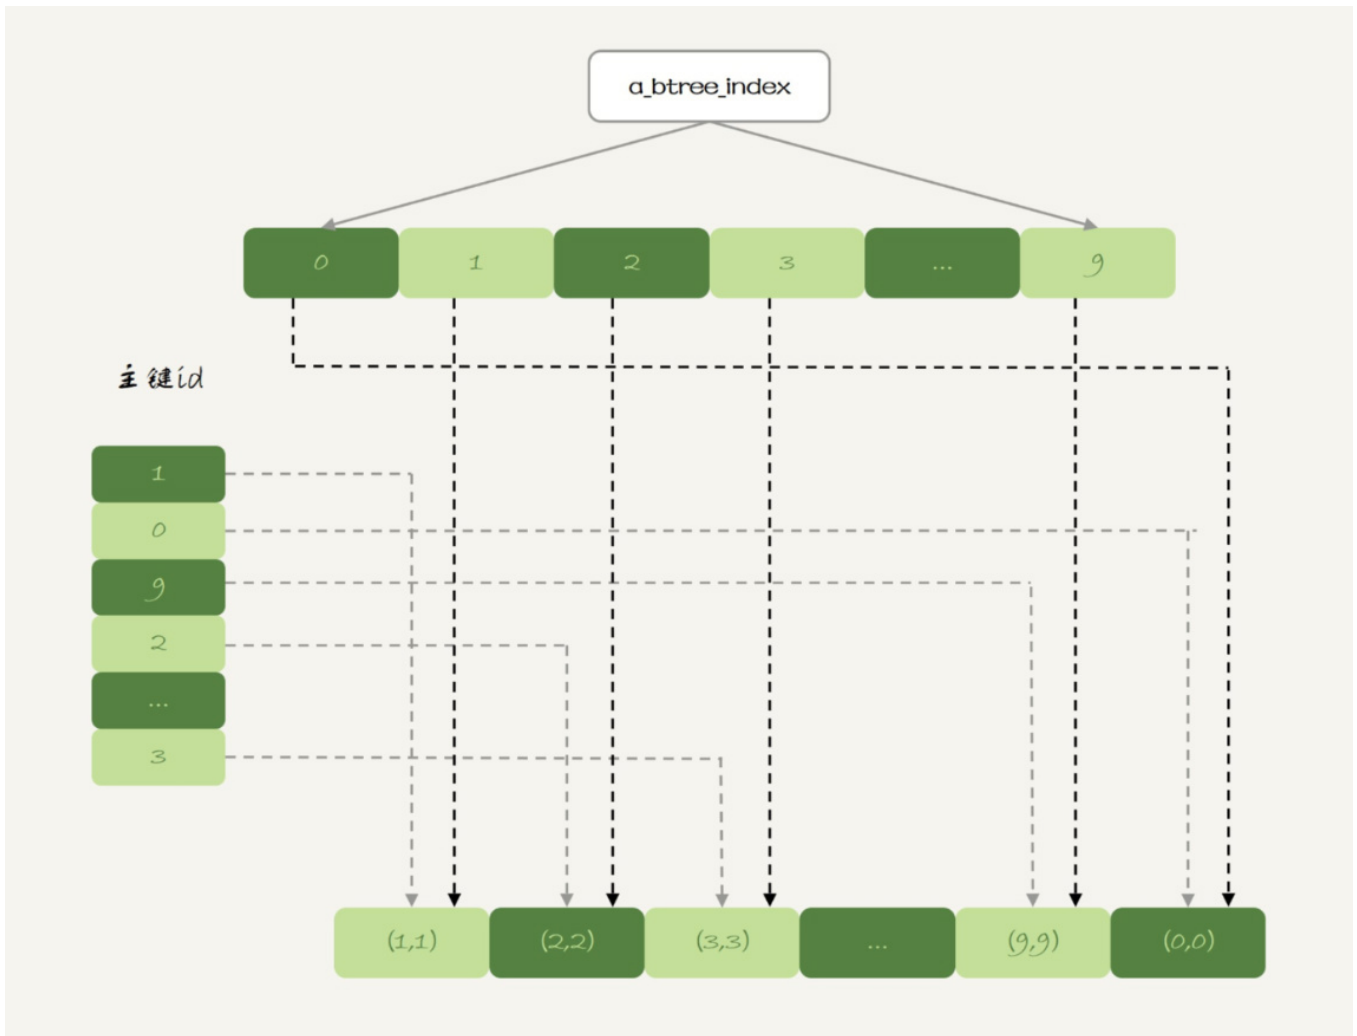 a_btree_index
0 1 2 3 ... 9
主键id
1
0
9
2
...
3
(1,1) (2,2) (3,3) ... (9,9) (0,0)